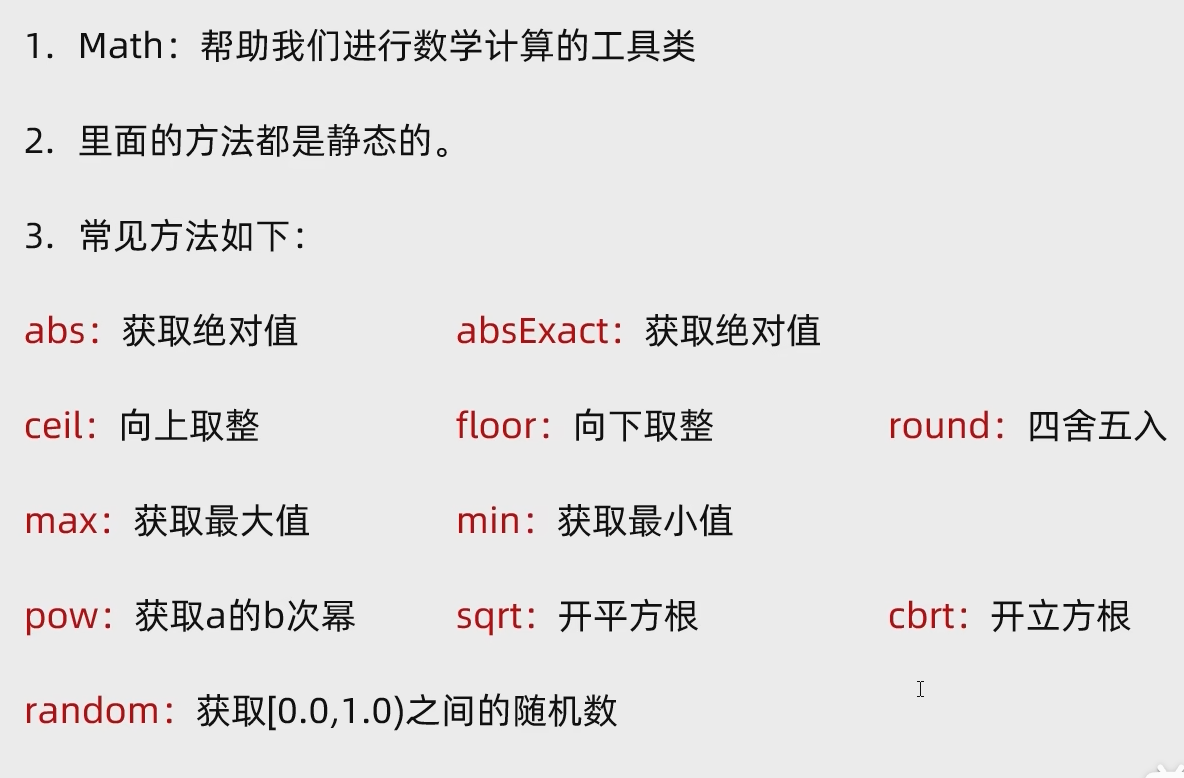 1. Math：帮助我们进行数学计算的工具类
2. 里面的方法都是静态的。
3. 常见方法如下：
abs：获取绝对值 absExact：获取绝对值
ceil：向上取整 floor：向下取整 round：四舍五入
max：获取最大值 min：获取最小值
pow：获取a的b次幂 sqrt：开平方根 cbrt：开立方根
random：获取[0.0,1.0)之间的随机数